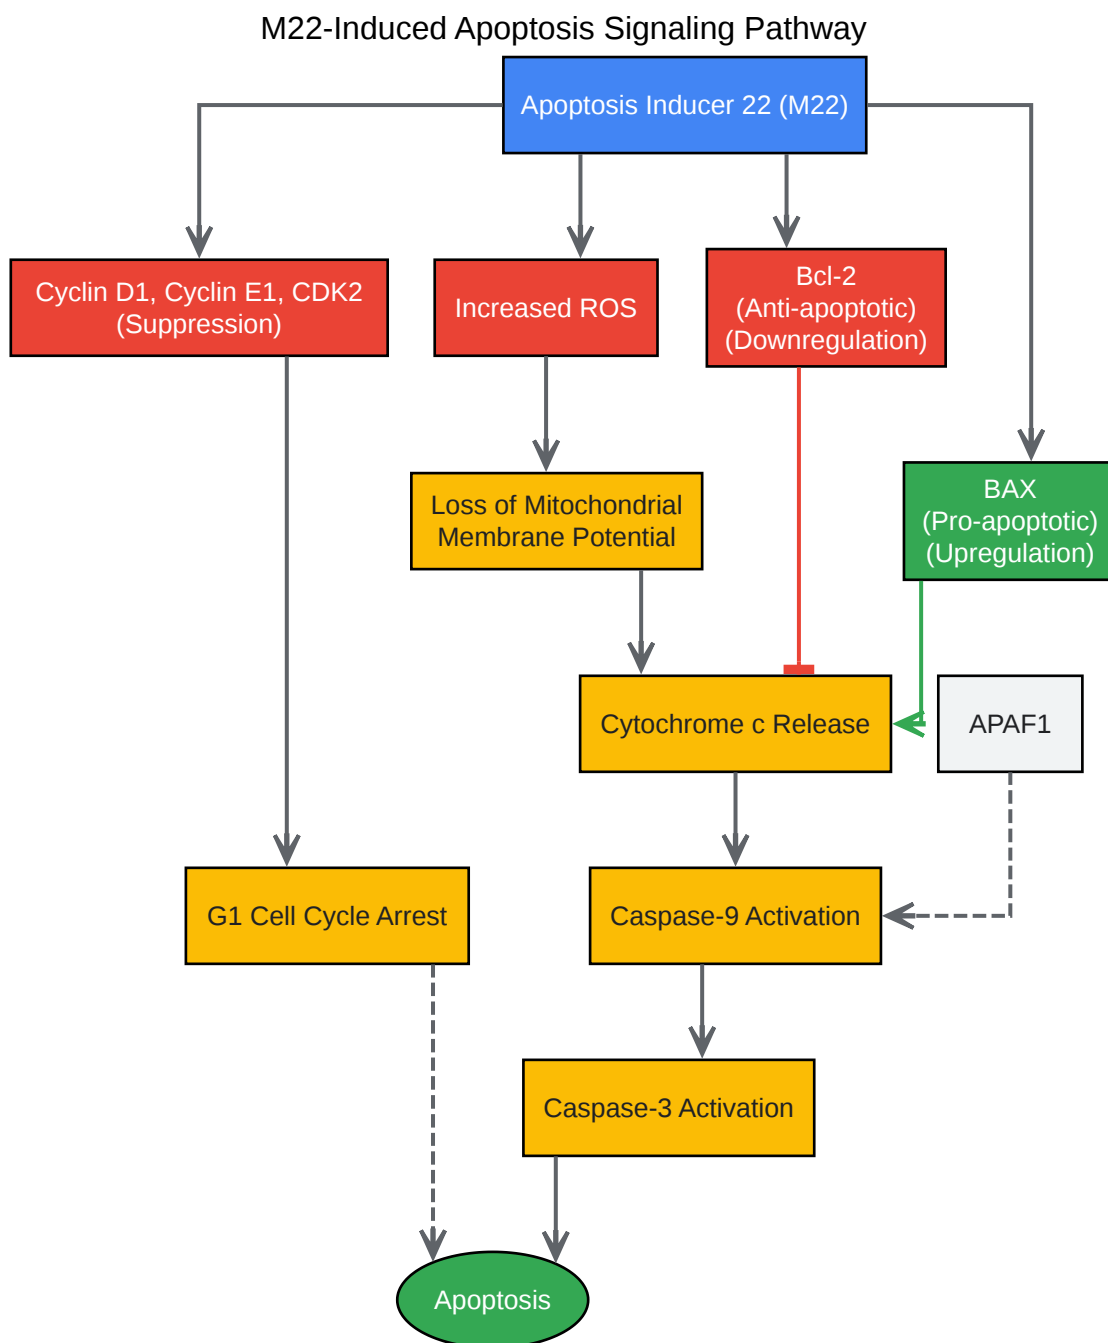 M22-Induced Apoptosis Signaling Pathway
Apoptosis Inducer 22 (M22)
Cyclin D1, Cyclin E1, CDK2
(Suppression)
Increased ROS
Bcl-2
(Anti-apoptotic)
(Downregulation)
Loss of Mitochondrial
Membrane Potential
BAX
(Pro-apoptotic)
(Upregulation)
Cytochrome c Release
APAF1
G1 Cell Cycle Arrest
Caspase-9 Activation
Caspase-3 Activation
Apoptosis